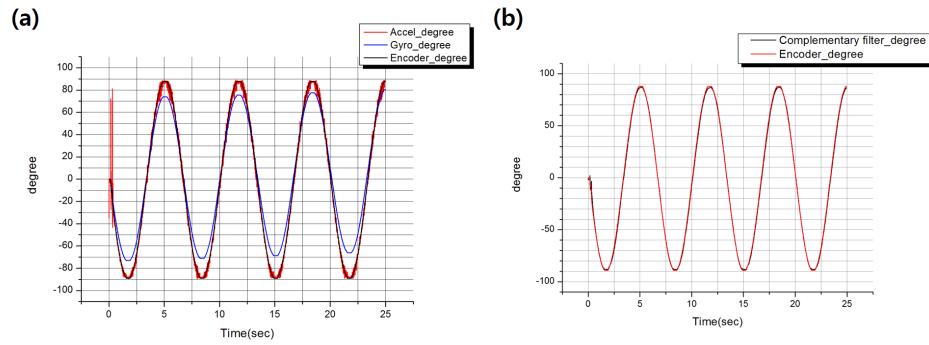 (a)
Accel_degree
Gyro_degree
Encoder_degree
degree
100
80
60
40
20
0
-20
-40
-60
-80
-100
0 5 10 15 20 25
Time(sec)
(b)
Complementary filter_degree
Encoder_degree
degree
100
50
0
-50
-100
0 5 10 15 20 25
Time(sec)